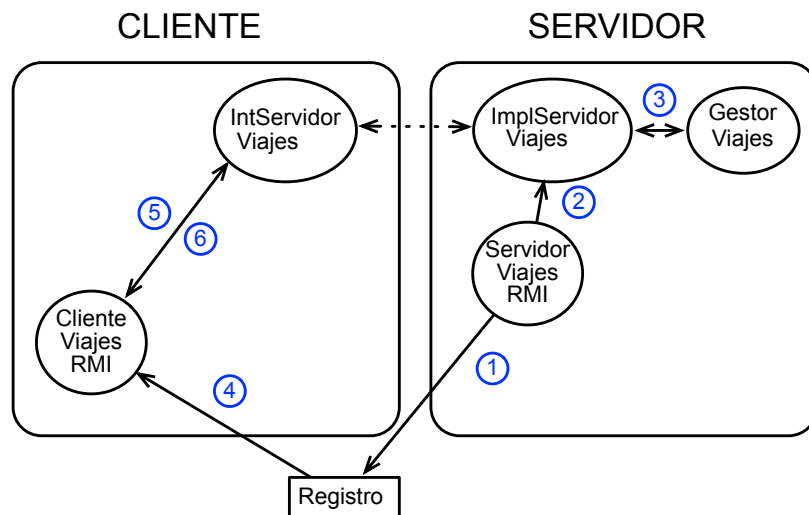 CLIENTE
SERVIDOR
IntServidor
Viajes
ImplServidor
Viajes
3
Gestor
Viajes
5
6
2
Servidor
Viajes
RMI
Cliente
Viajes
RMI
4
1
Registro